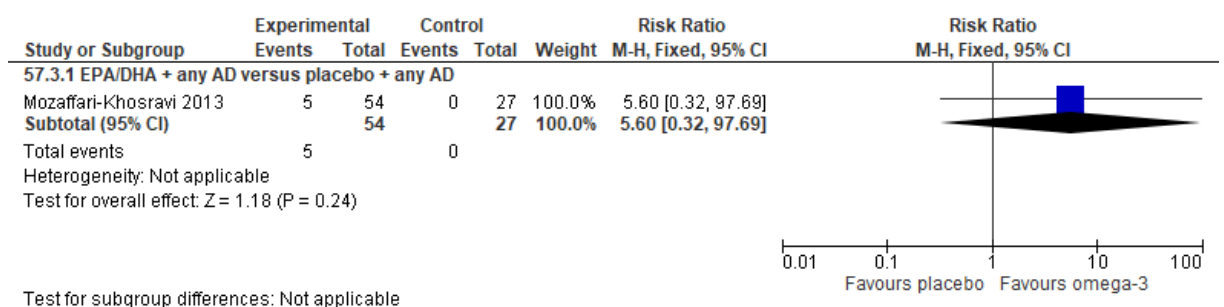 Experimental Control Risk Ratio Risk Ratio
Study or Subgroup Events Total Events Total Weight M-H, Fixed, 95% CI M-H, Fixed, 95% CI
57.3.1 EPA/DHA + any AD versus placebo + any AD
Mozaffari-Khosravi 2013 5 54 0 27 100.0% 5.60 [0.32, 97.69]
Subtotal (95% CI) 54 27 100.0% 5.60 [0.32, 97.69]
Total events 5 0
Heterogeneity: Not applicable
Test for overall effect: Z = 1.18 (P = 0.24)
0.01 0.1 1 10 100
Favours placebo Favours omega-3
Test for subgroup differences: Not applicable